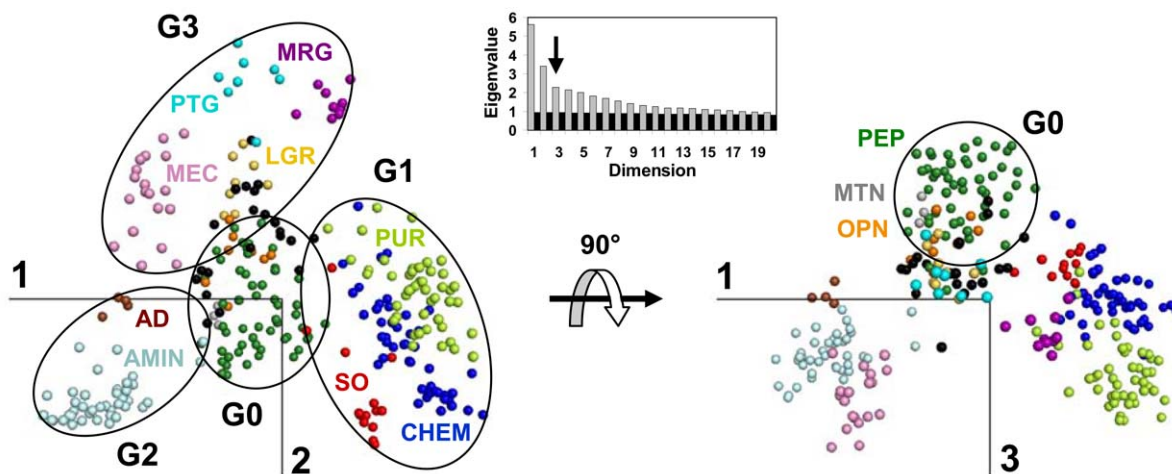 G3
MRG
PTG
MEC
LGR
G1
PUR
1
AD
AMIN
SO
CHEM
G2
G0
2
Eigenvalue
6
5
4
3
2
1
0
1 3 5 7 9 11 13 15 17 19
Dimension
90°
G0
PEP
MTN
OPN
1
3